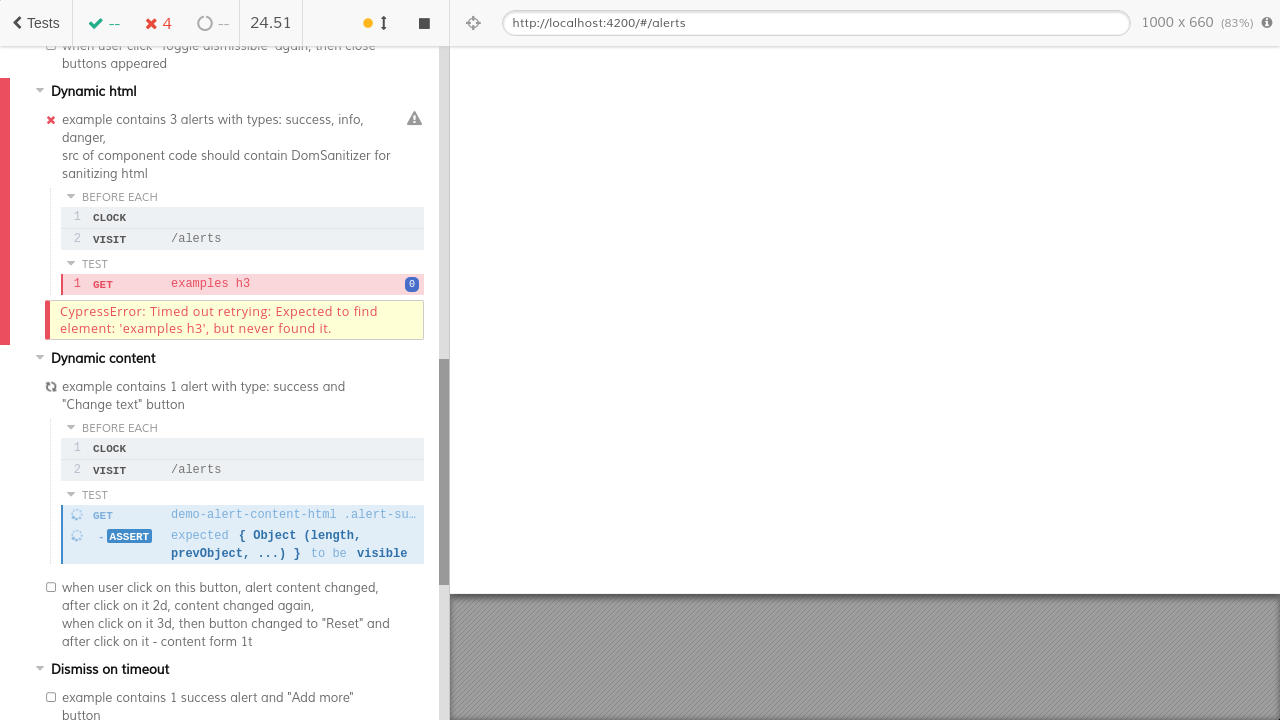 Tests -- 4 -- 24.51
http://localhost:4200/#/alerts 1000 x 660 (83%)
when user click "Toggle dismissible" again, then close
buttons appeared
Dynamic html
example contains 3 alerts with types: success, info,
danger,
src of component code should contain DomSanitizer for
sanitizing html
BEFORE EACH
1 CLOCK
2 VISIT /alerts
TEST
1 GET examples h3 0
CypressError: Timed out retrying: Expected to find
element: 'examples h3', but never found it.
Dynamic content
example contains 1 alert with type: success and
"Change text" button
BEFORE EACH
1 CLOCK
2 VISIT /alerts
TEST
GET demo-alert-content-html .alert-su…
- ASSERT expected { Object (length,
prevObject, ...) } to be visible
when user click on this button, alert content changed,
after click on it 2d, content changed again,
when click on it 3d, then button changed to "Reset" and
after click on it - content form 1t
Dismiss on timeout
example contains 1 success alert and "Add more"
button